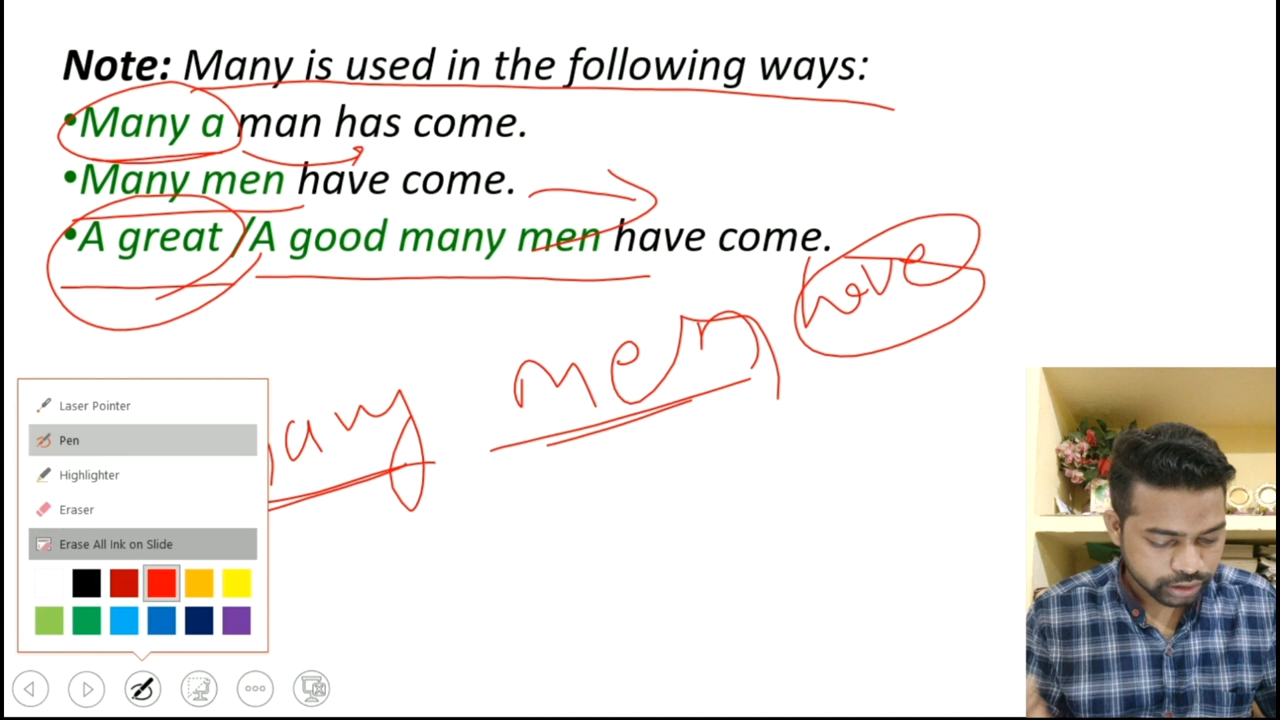 Note: Many is used in the following ways:
•Many a man has come.
•Many men have come.
•A great /A good many men have come.
have
men
any
Laser Pointer
Pen
Highlighter
Eraser
Erase All Ink on Slide